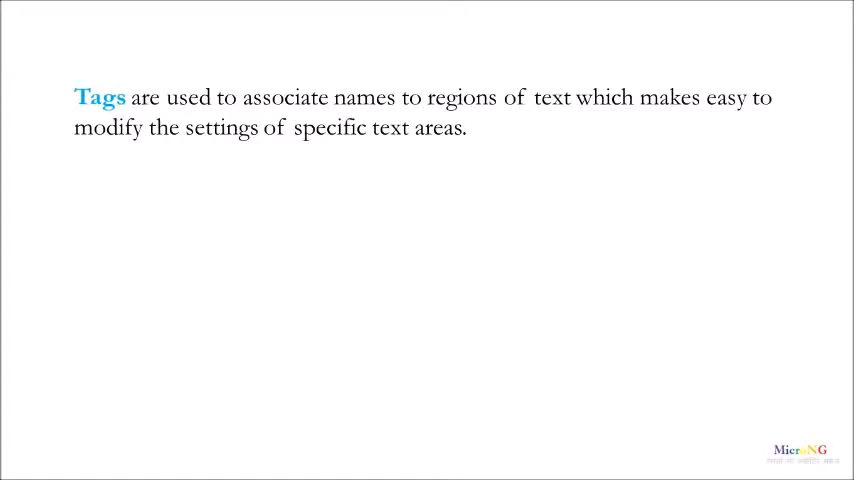 Tags are used to associate names to regions of text which makes easy to
modify the settings of specific text areas.
MicroNG